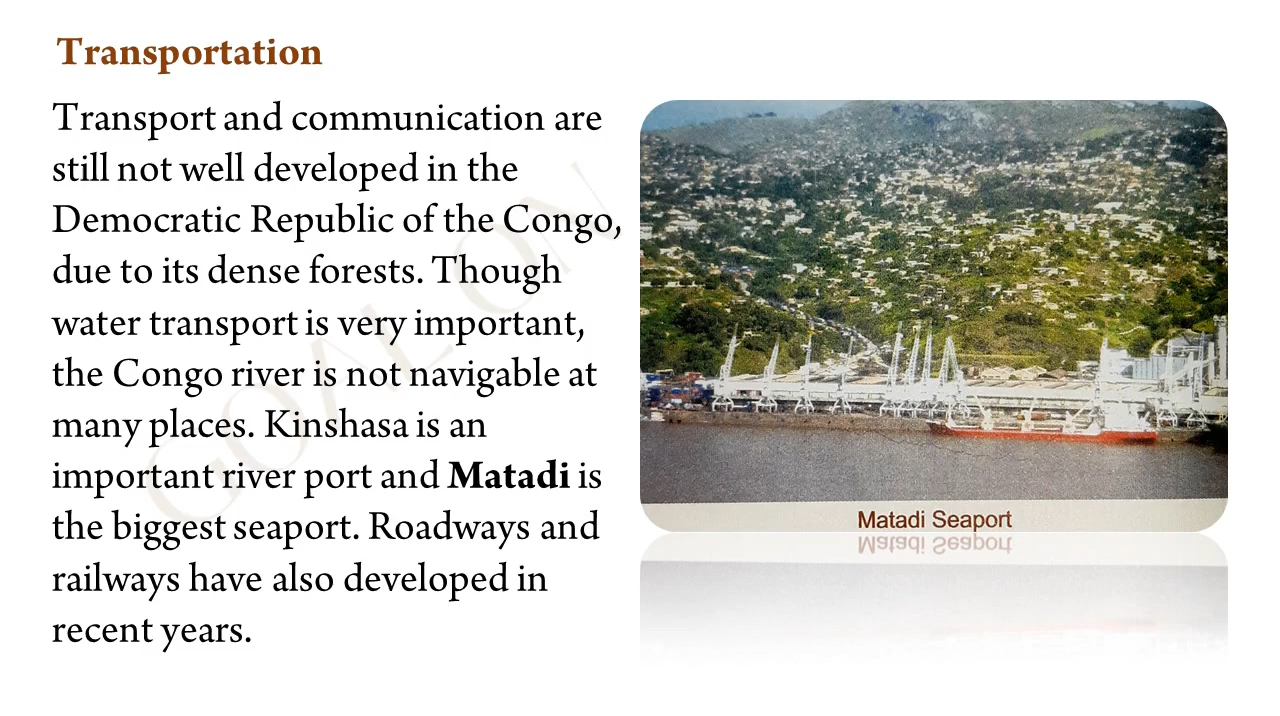 Transportation
Transport and communication are
still not well developed in the
Democratic Republic of the Congo,
due to its dense forests. Though
water transport is very important,
the Congo river is not navigable at
many places. Kinshasa is an
important river port and Matadi is
the biggest seaport. Roadways and
railways have also developed in
recent years.
GOAL ON
Matadi Seaport